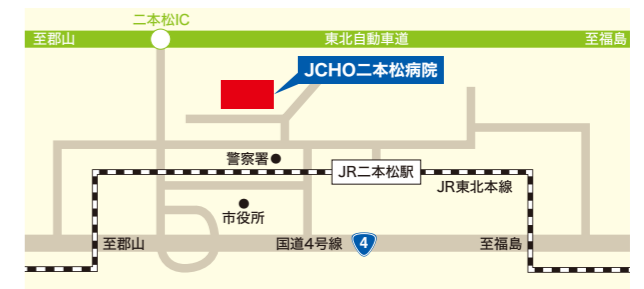 二本松IC
至郡山
東北自動車道
至福島
JCHO二本松病院
警察署
JR二本松駅
JR東北本線
市役所
至郡山
国道4号線
4
至福島